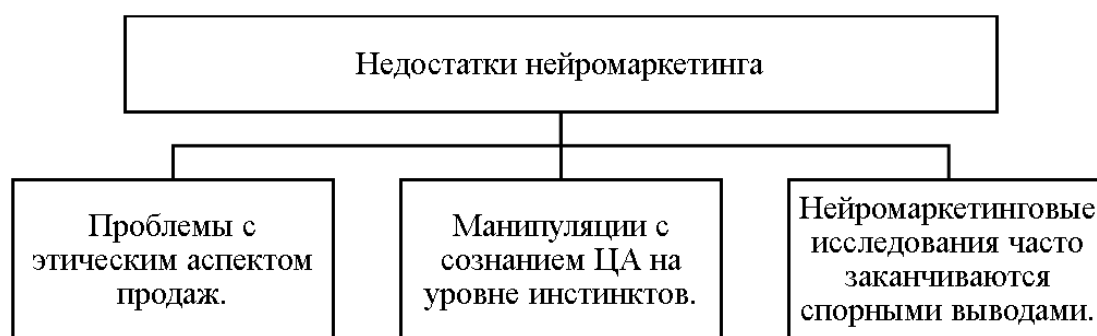 Недостатки нейромаркетинга
Проблемы с
этическим аспектом
продаж.
Манипуляции с
сознанием ЦА на
уровне инстинктов.
Нейромаркетинговые
исследования часто
заканчиваются
спорными выводами.